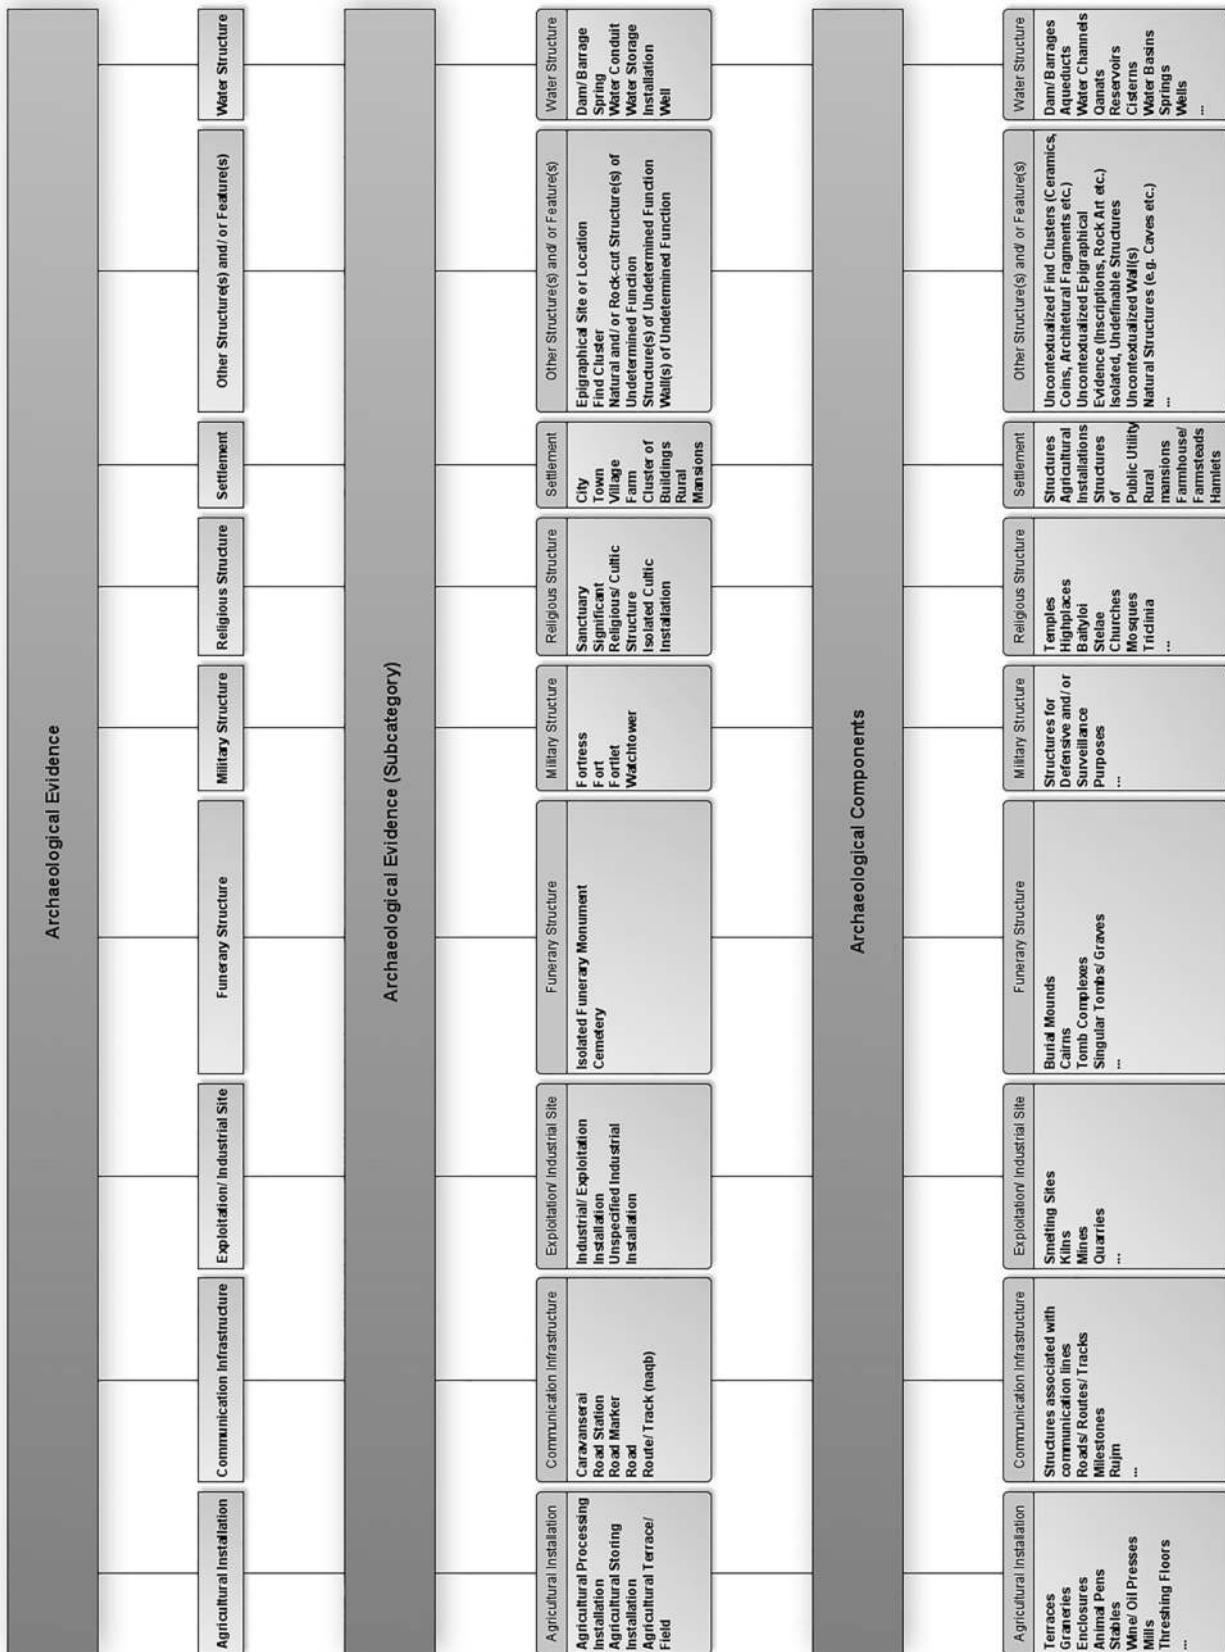 Archaeological Evidence
Agricultural Installation
Communication Infrastructure
Exploitation/ Industrial Site
Funerary Structure
Military Structure
Religious Structure
Settlement
Other Structure(s) and/ or Feature(s)
Water Structure
Archaeological Evidence (Subcategory)
Agricultural Installation
Agricultural Processing
Installation
Agricultural Storing
Installation
Agricultural Terrace/
Field
Communication Infrastructure
Caravanserai
Road Station
Road Marker
Road
Route/ Track (naqb)
Exploitation/ Industrial Site
Industrial/ Exploitation
Installation
Unspecified Industrial
Installation
Funerary Structure
Isolated Funerary Monument
Cemetery
Military Structure
Fortress
Fort
Fortlet
Watchtower
Religious Structure
Sanctuary
Significant
Religious/ Cultic
Structure
Isolated Cultic
Installation
Settlement
City
Town
Village
Farm
Cluster of
Buildings
Rural
Mansions
Other Structure(s) and/ or Feature(s)
Epigraphical Site or Location
Find Cluster
Natural and/ or Rock-cut Structure(s) of
Undetermined Function
Structure(s) of Undetermined Function
Wall(s) of Undetermined Function
Water Structure
Dam/ Barrage
Spring
Water Conduit
Water Storage
Installation
Well
Archaeological Components
Agricultural Installation
Terraces
Graneries
Enclosures
Animal Pens
Stables
Wine/ Oil Presses
Mills
Threshing Floors
...
Communication Infrastructure
Structures associated with
communication lines
Roads/ Routes/ Tracks
Milestones
Rujm
...
Exploitation/ Industrial Site
Smelting Sites
Kilns
Mines
Quarries
...
Funerary Structure
Burial Mounds
Cairns
Tomb Complexes
Singular Tombs/ Graves
...
Military Structure
Structures for
Defensive and/ or
Surveillance
Purposes
...
Religious Structure
Temples
Highplaces
Baityloi
Stelae
Churches
Mosques
Triclinia
...
Settlement
Structures
Agricultural
Installations
Structures
of
Public Utility
Rural
mansions
Farmhouse/
Farmsteads
Hamlets
Other Structure(s) and/ or Feature(s)
Uncontextualized Find Clusters (Ceramics,
Coins, Architetural Fragments etc.)
Uncontextualized Epigraphical
Evidence (Inscriptions, Rock Art etc.)
Isolated, Undefinable Structures
Uncontextualized Wall(s)
Natural Structures (e.g. Caves etc.)
...
Water Structure
Dam/ Barrages
Aqueducts
Water Channels
Qanats
Reservoirs
Cisterns
Water Basins
Springs
Wells
...